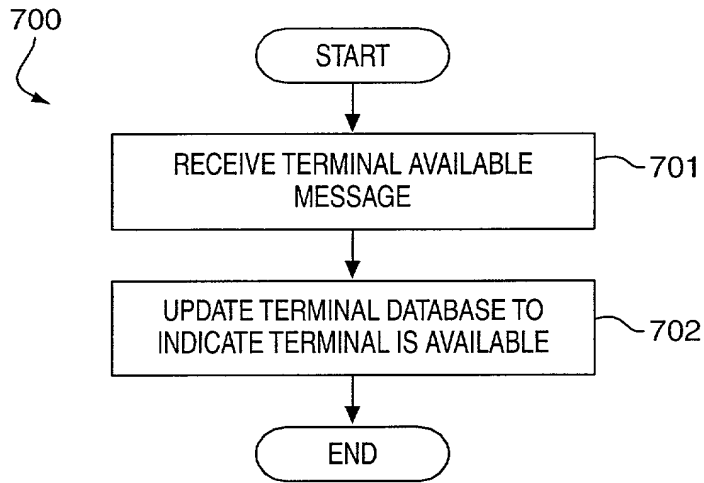 700
START
RECEIVE TERMINAL AVAILABLE
MESSAGE
701
UPDATE TERMINAL DATABASE TO
INDICATE TERMINAL IS AVAILABLE
702
END